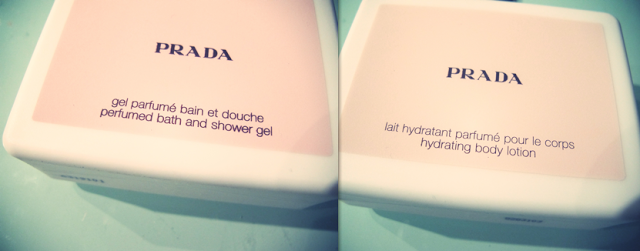 PRADA
gel parfumé bain et douche
perfumed bath and shower gel
PRADA
lait hydratant parfumé pour le corps
hydrating body lotion